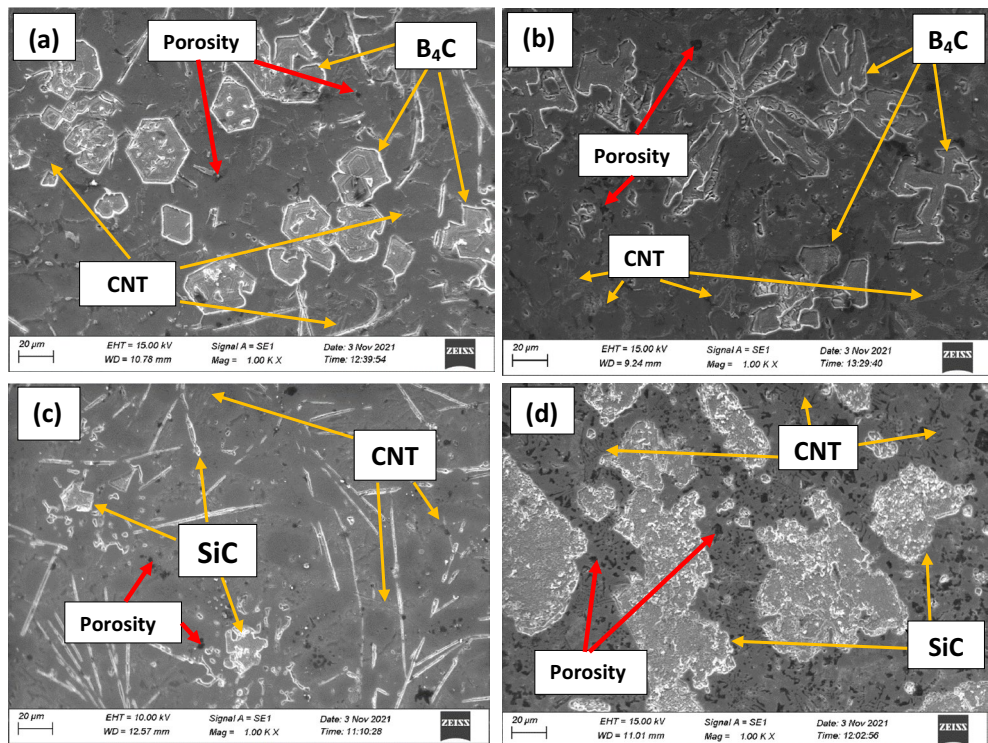 (a)
Porosity
B₄C
CNT
20 µm
EHT = 15.00 kV Signal A = SE1 Date: 3 Nov 2021
WD = 10.78 mm Mag = 1.00 K X Time: 12:39:54
ZEISS
(b)
B₄C
Porosity
CNT
20 µm
EHT = 15.00 kV Signal A = SE1 Date: 3 Nov 2021
WD = 9.24 mm Mag = 1.00 K X Time: 13:29:40
ZEISS
(c)
CNT
SiC
Porosity
20 µm
EHT = 10.00 kV Signal A = SE1 Date: 3 Nov 2021
WD = 12.57 mm Mag = 1.00 K X Time: 11:10:28
ZEISS
(d)
CNT
Porosity
SiC
20 µm
EHT = 15.00 kV Signal A = SE1 Date: 3 Nov 2021
WD = 11.01 mm Mag = 1.00 K X Time: 12:02:56
ZEISS